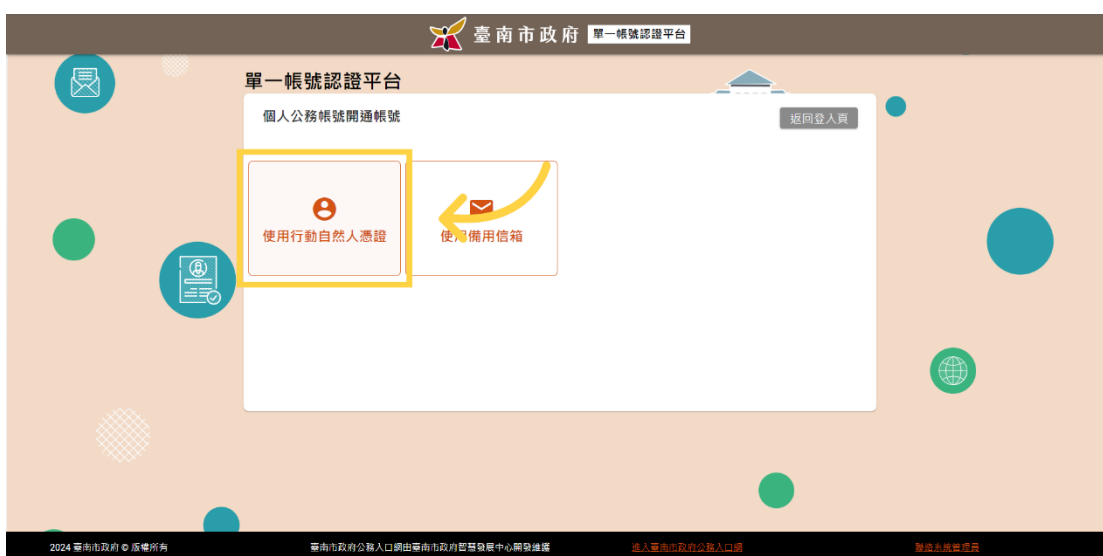 臺南市政府 單一帳號認證平台
單一帳號認證平台
個人公務帳號開通帳號
返回登入頁
使用行動自然人憑證
使用備用信箱
2024 臺南市政府 © 版權所有
臺南市政府公務入口網由臺南市政府智慧發展中心開發維護
進入臺南市政府公務入口網
聯絡系統管理員